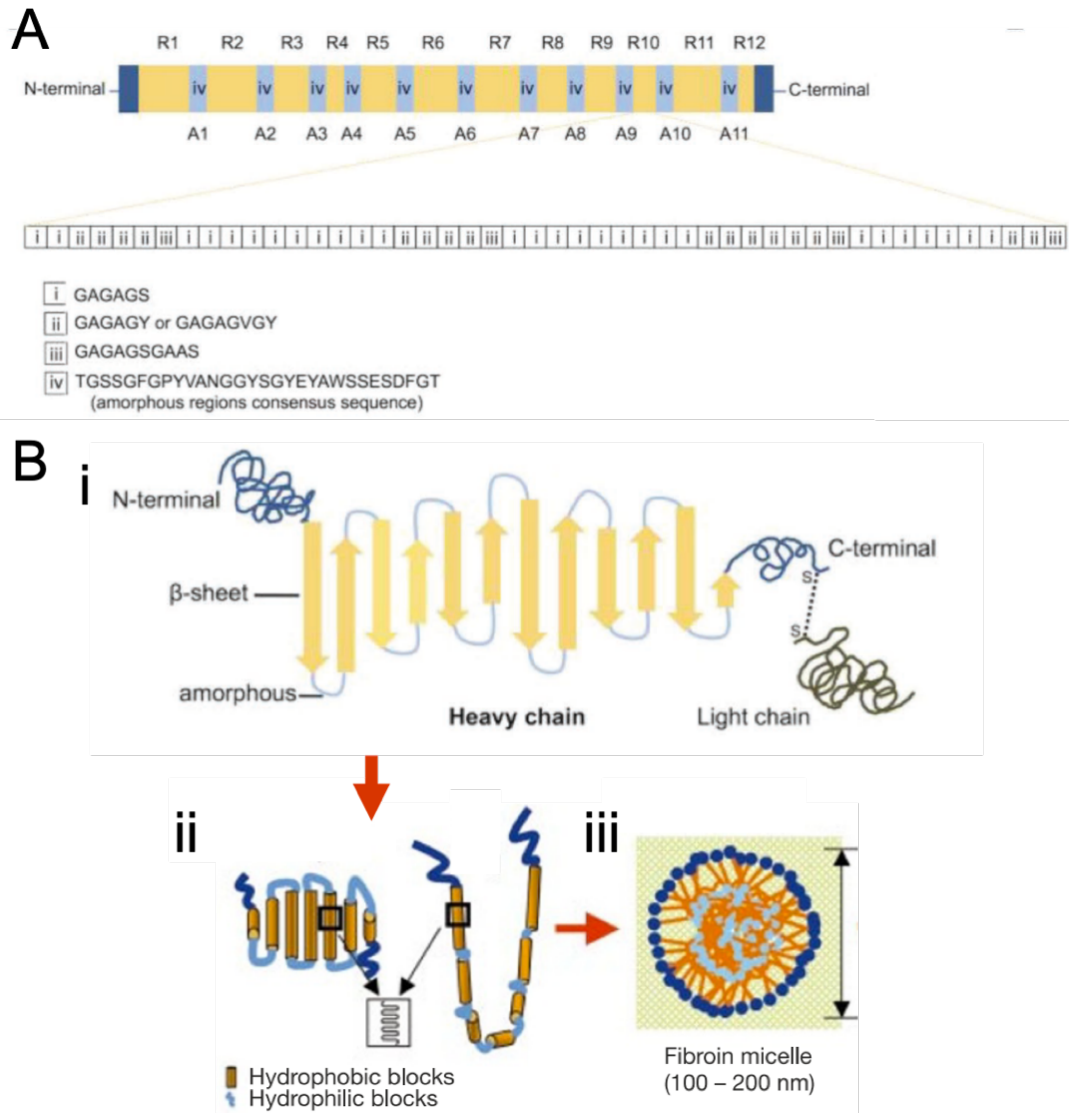 A
R1 R2 R3 R4 R5 R6 R7 R8 R9 R10 R11 R12
N-terminal iv iv iv iv iv iv iv iv iv iv iv C-terminal
A1 A2 A3 A4 A5 A6 A7 A8 A9 A10 A11
i i ii ii ii ii iii i i i i i i i i i i ii ii ii ii iii i i i i i i i i i ii ii ii ii ii ii iii i i i i i i i ii ii iii
i GAGAGS
ii GAGAGY or GAGAGVGY
iii GAGAGSGAAS
iv TGSSGFGPYVANGGYSGYEYAWSSESDFGT
(amorphous regions consensus sequence)
B
i
N-terminal
C-terminal
S
β-sheet
S
amorphous
Heavy chain
Light chain
ii
iii
Hydrophobic blocks
Hydrophilic blocks
Fibroin micelle
(100 – 200 nm)